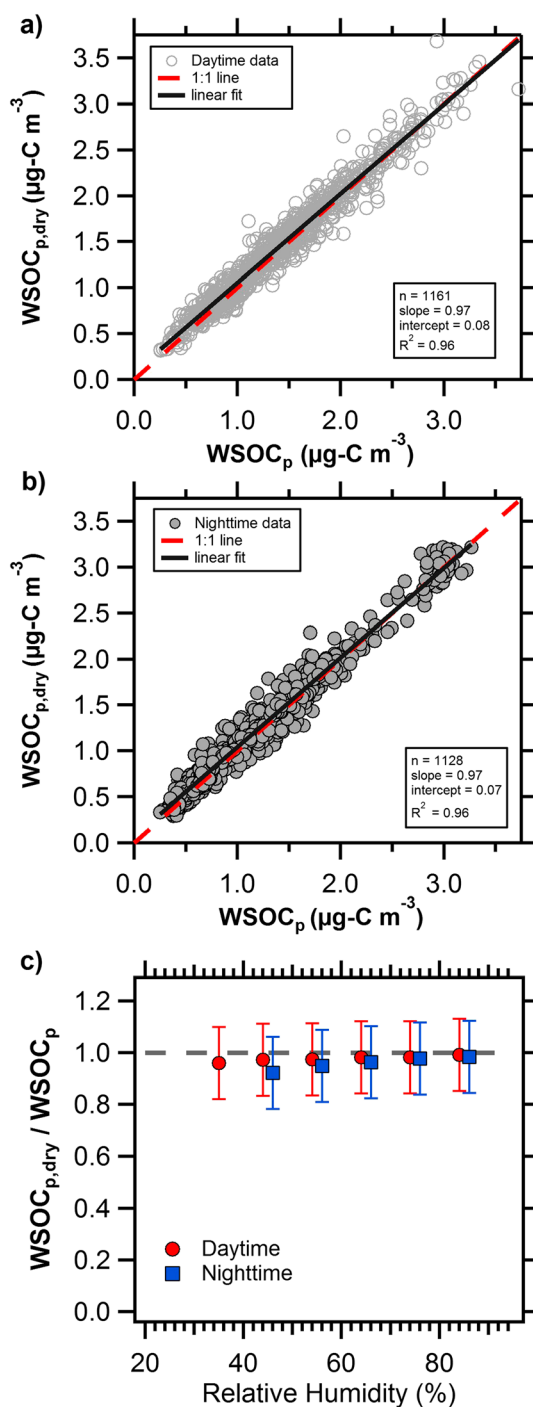 a)
WSOCp,dry (µg-C m-3)
3.5
3.0
2.5
2.0
1.5
1.0
0.5
0.0
Daytime data
1:1 line
linear fit
n = 1161
slope = 0.97
intercept = 0.08
R2 = 0.96
0.0 1.0 2.0 3.0
WSOCp (µg-C m-3)
b)
WSOCp,dry (µg-C m-3)
3.5
3.0
2.5
2.0
1.5
1.0
0.5
0.0
Nighttime data
1:1 line
linear fit
n = 1128
slope = 0.97
intercept = 0.07
R2 = 0.96
0.0 1.0 2.0 3.0
WSOCp (µg-C m-3)
c)
WSOCp,dry / WSOCp
1.2
1.0
0.8
0.6
0.4
0.2
0.0
Daytime
Nighttime
20 40 60 80
Relative Humidity (%)